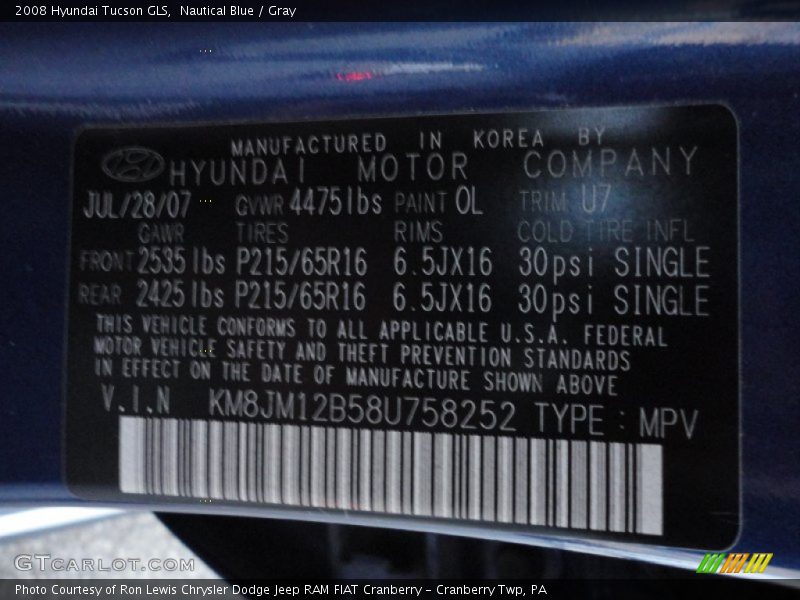 2008 Hyundai Tucson GLS,  Nautical Blue / Gray
MANUFACTURED IN KOREA BY
HYUNDAI MOTOR COMPANY
JUL/28/07 GVWR 4475lbs PAINT OL TRIM U7
GAWR TIRES RIMS COLD TIRE INFL
FRONT 2535 lbs P215/65R16 6.5JX16 30psi SINGLE
REAR 2425 lbs P215/65R16 6.5JX16 30psi SINGLE
THIS VEHICLE CONFORMS TO ALL APPLICABLE U.S.A. FEDERAL
MOTOR VEHICLE SAFETY AND THEFT PREVENTION STANDARDS
IN EFFECT ON THE DATE OF MANUFACTURE SHOWN ABOVE
V.I.N KM8JM12B58U758252 TYPE : MPV
GTCARLOT.COM
Photo Courtesy of Ron Lewis Chrysler Dodge Jeep RAM FIAT Cranberry - Cranberry Twp, PA